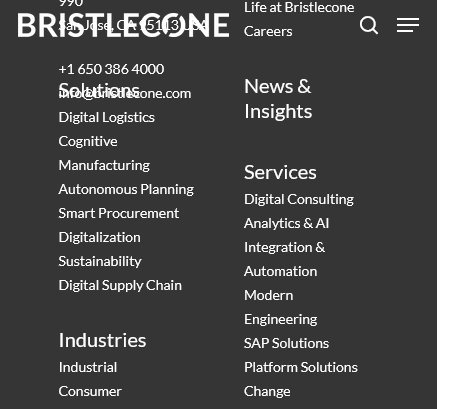 990
San Jose, CA 95113 USA
BRISTLECONE
+1 650 386 4000
info@bristlecone.com
Solutions
Digital Logistics
Cognitive
Manufacturing
Autonomous Planning
Smart Procurement
Digitalization
Sustainability
Digital Supply Chain
Industries
Industrial
Consumer
Life at Bristlecone
Careers
News &
Insights
Services
Digital Consulting
Analytics & AI
Integration &
Automation
Modern
Engineering
SAP Solutions
Platform Solutions
Change